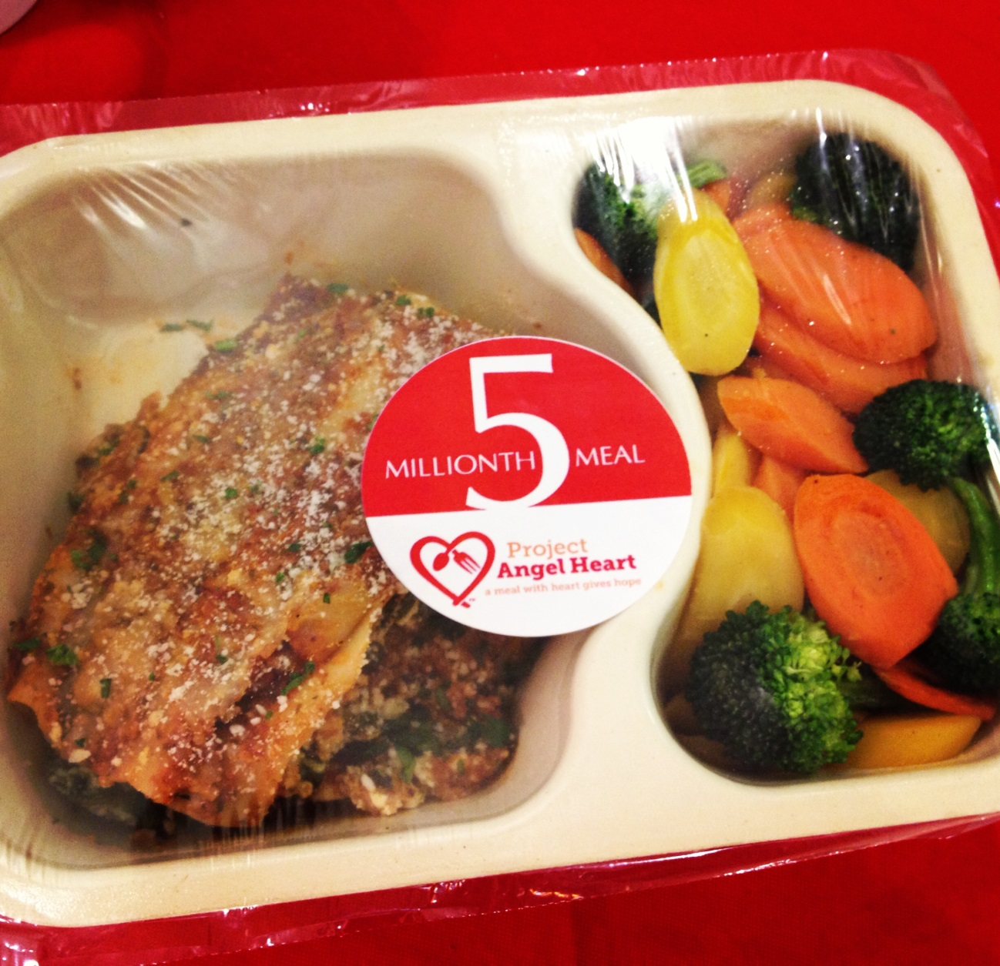 5
MILLIONTH MEAL
Project
Angel Heart
a meal with heart gives hope